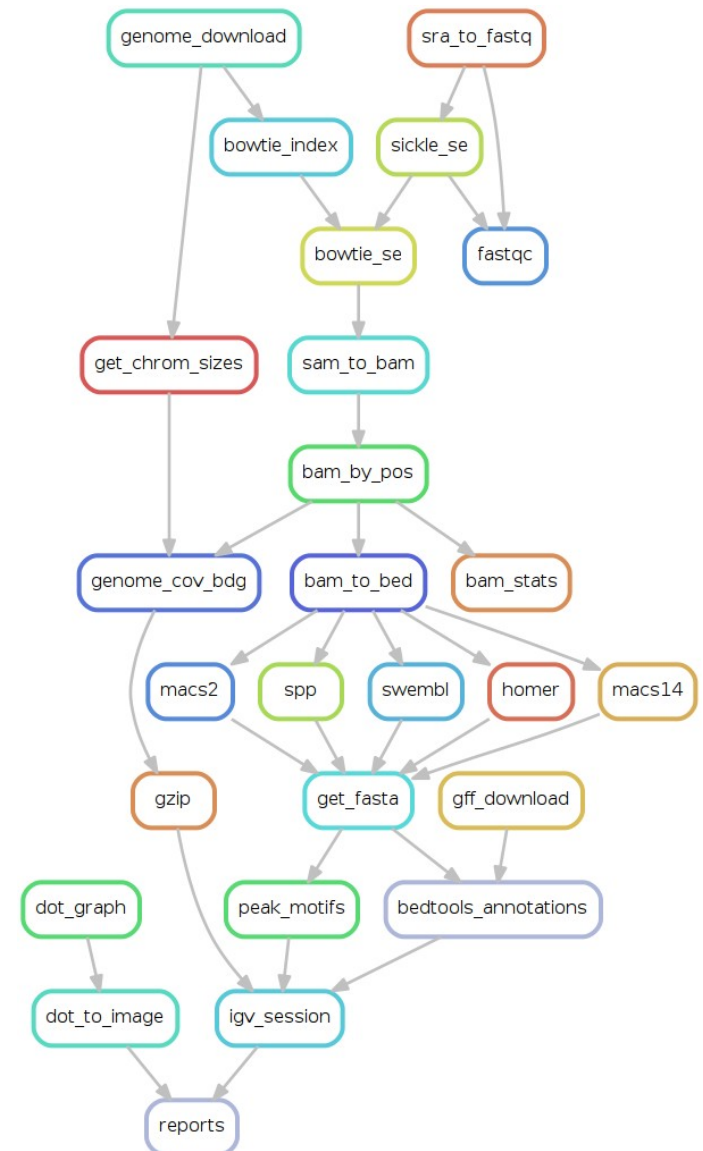 genome_download
sra_to_fastq
bowtie_index
sickle_se
bowtie_se
fastqc
get_chrom_sizes
sam_to_bam
bam_by_pos
genome_cov_bdg
bam_to_bed
bam_stats
macs2
spp
swembl
homer
macs14
gzip
get_fasta
gff_download
dot_graph
peak_motifs
bedtools_annotations
dot_to_image
igv_session
reports